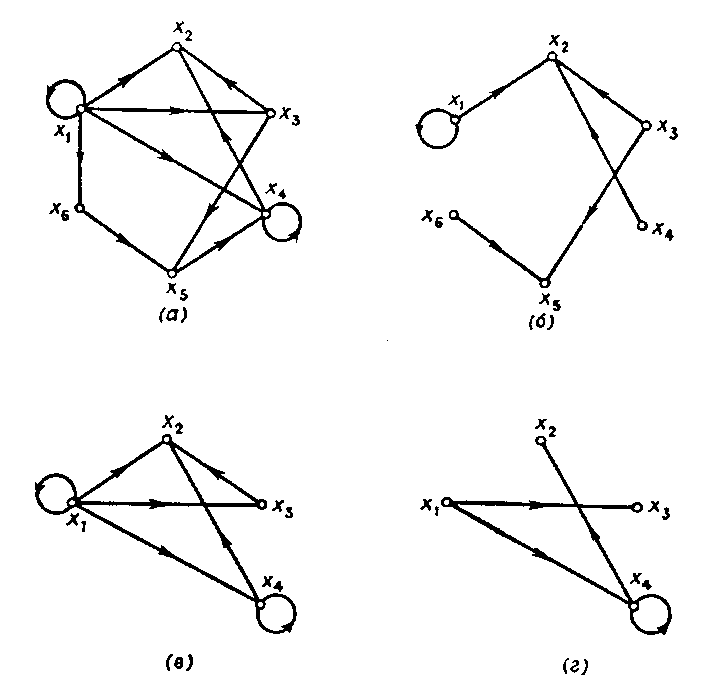 x₂
x₁
x₃
x₄
x₆
x₅
(а)
x₂
x₁
x₃
x₆
x₄
x₅
(б)
x₂
x₁
x₃
x₄
(в)
x₂
x₁
x₃
x₄
(г)